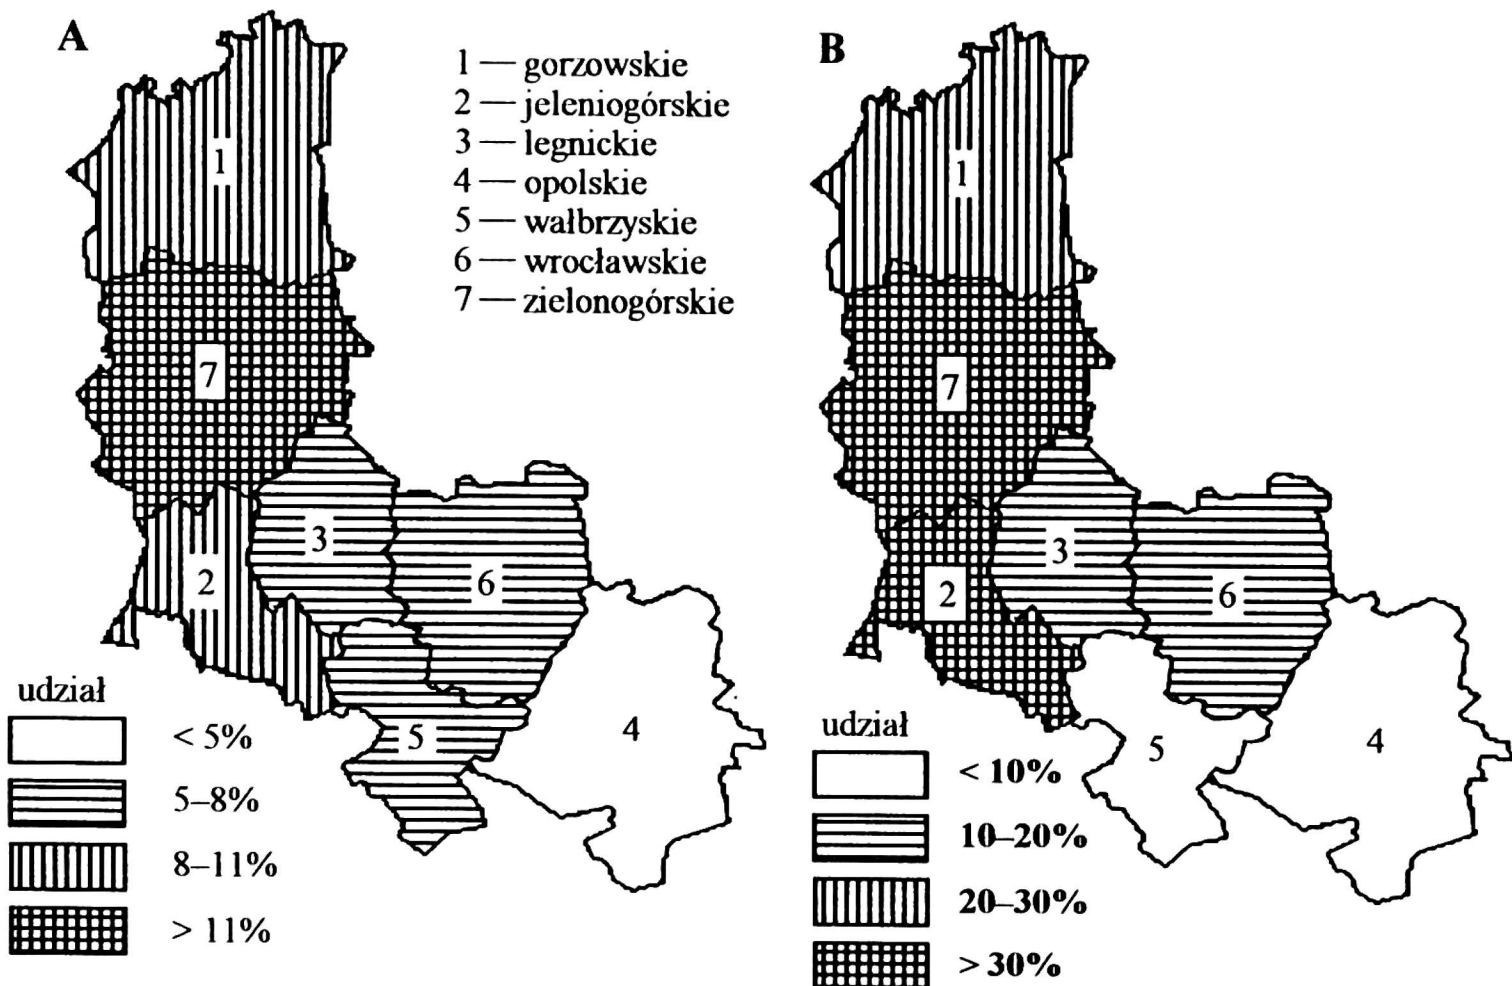 A
1 — gorzowskie
2 — jeleniogórskie
3 — legnickie
4 — opolskie
5 — wałbrzyskie
6 — wrocławskie
7 — zielonogórskie
1
7
2
3
6
5
4
udział
< 5%
5–8%
8–11%
> 11%
B
1
7
2
3
6
5
4
udział
< 10%
10–20%
20–30%
> 30%